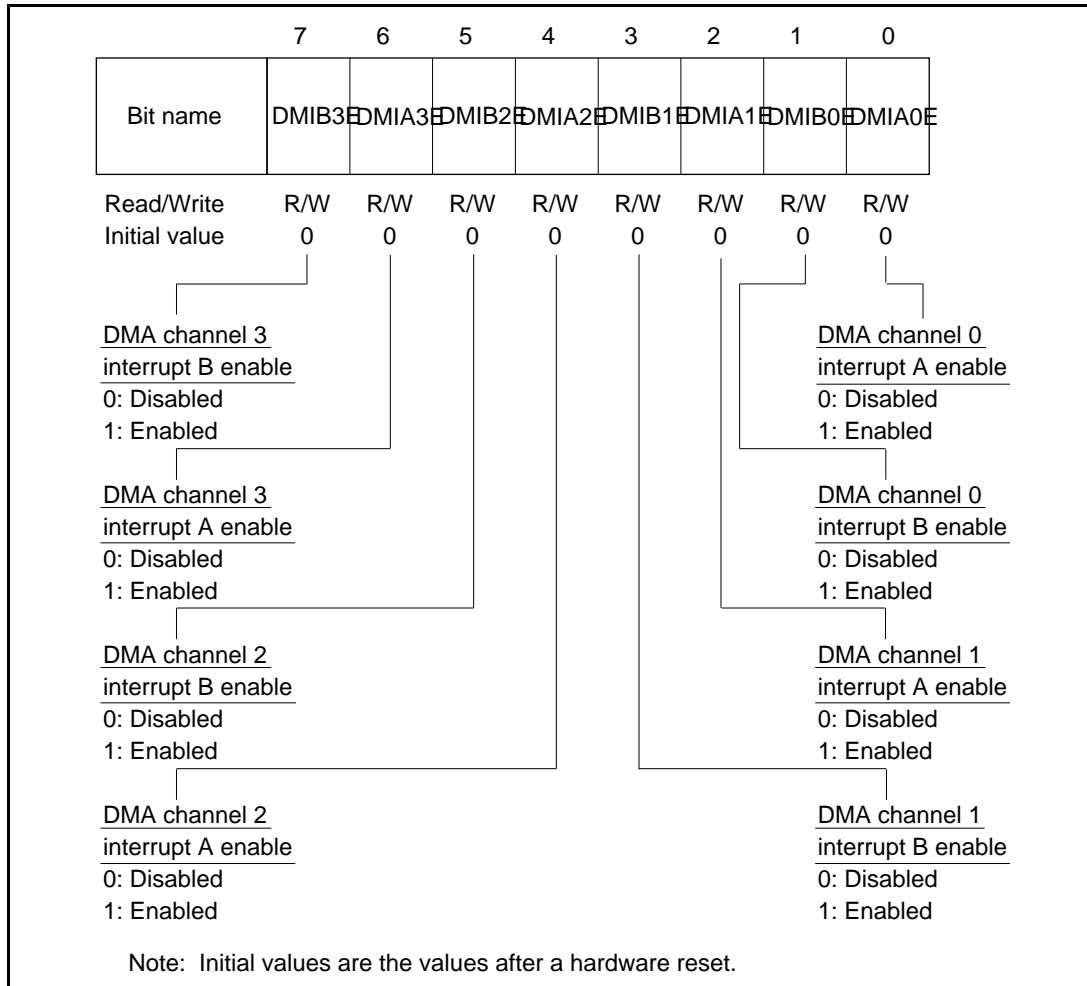 7 6 5 4 3 2 1 0
Bit name DMIB3E DMIA3E DMIB2E DMIA2E DMIB1E DMIA1E DMIB0E DMIA0E
Read/Write R/W R/W R/W R/W R/W R/W R/W R/W
Initial value 0 0 0 0 0 0 0 0
DMA channel 3
interrupt B enable
0: Disabled
1: Enabled
DMA channel 3
interrupt A enable
0: Disabled
1: Enabled
DMA channel 2
interrupt B enable
0: Disabled
1: Enabled
DMA channel 2
interrupt A enable
0: Disabled
1: Enabled
DMA channel 0
interrupt A enable
0: Disabled
1: Enabled
DMA channel 0
interrupt B enable
0: Disabled
1: Enabled
DMA channel 1
interrupt A enable
0: Disabled
1: Enabled
DMA channel 1
interrupt B enable
0: Disabled
1: Enabled
Note: Initial values are the values after a hardware reset.